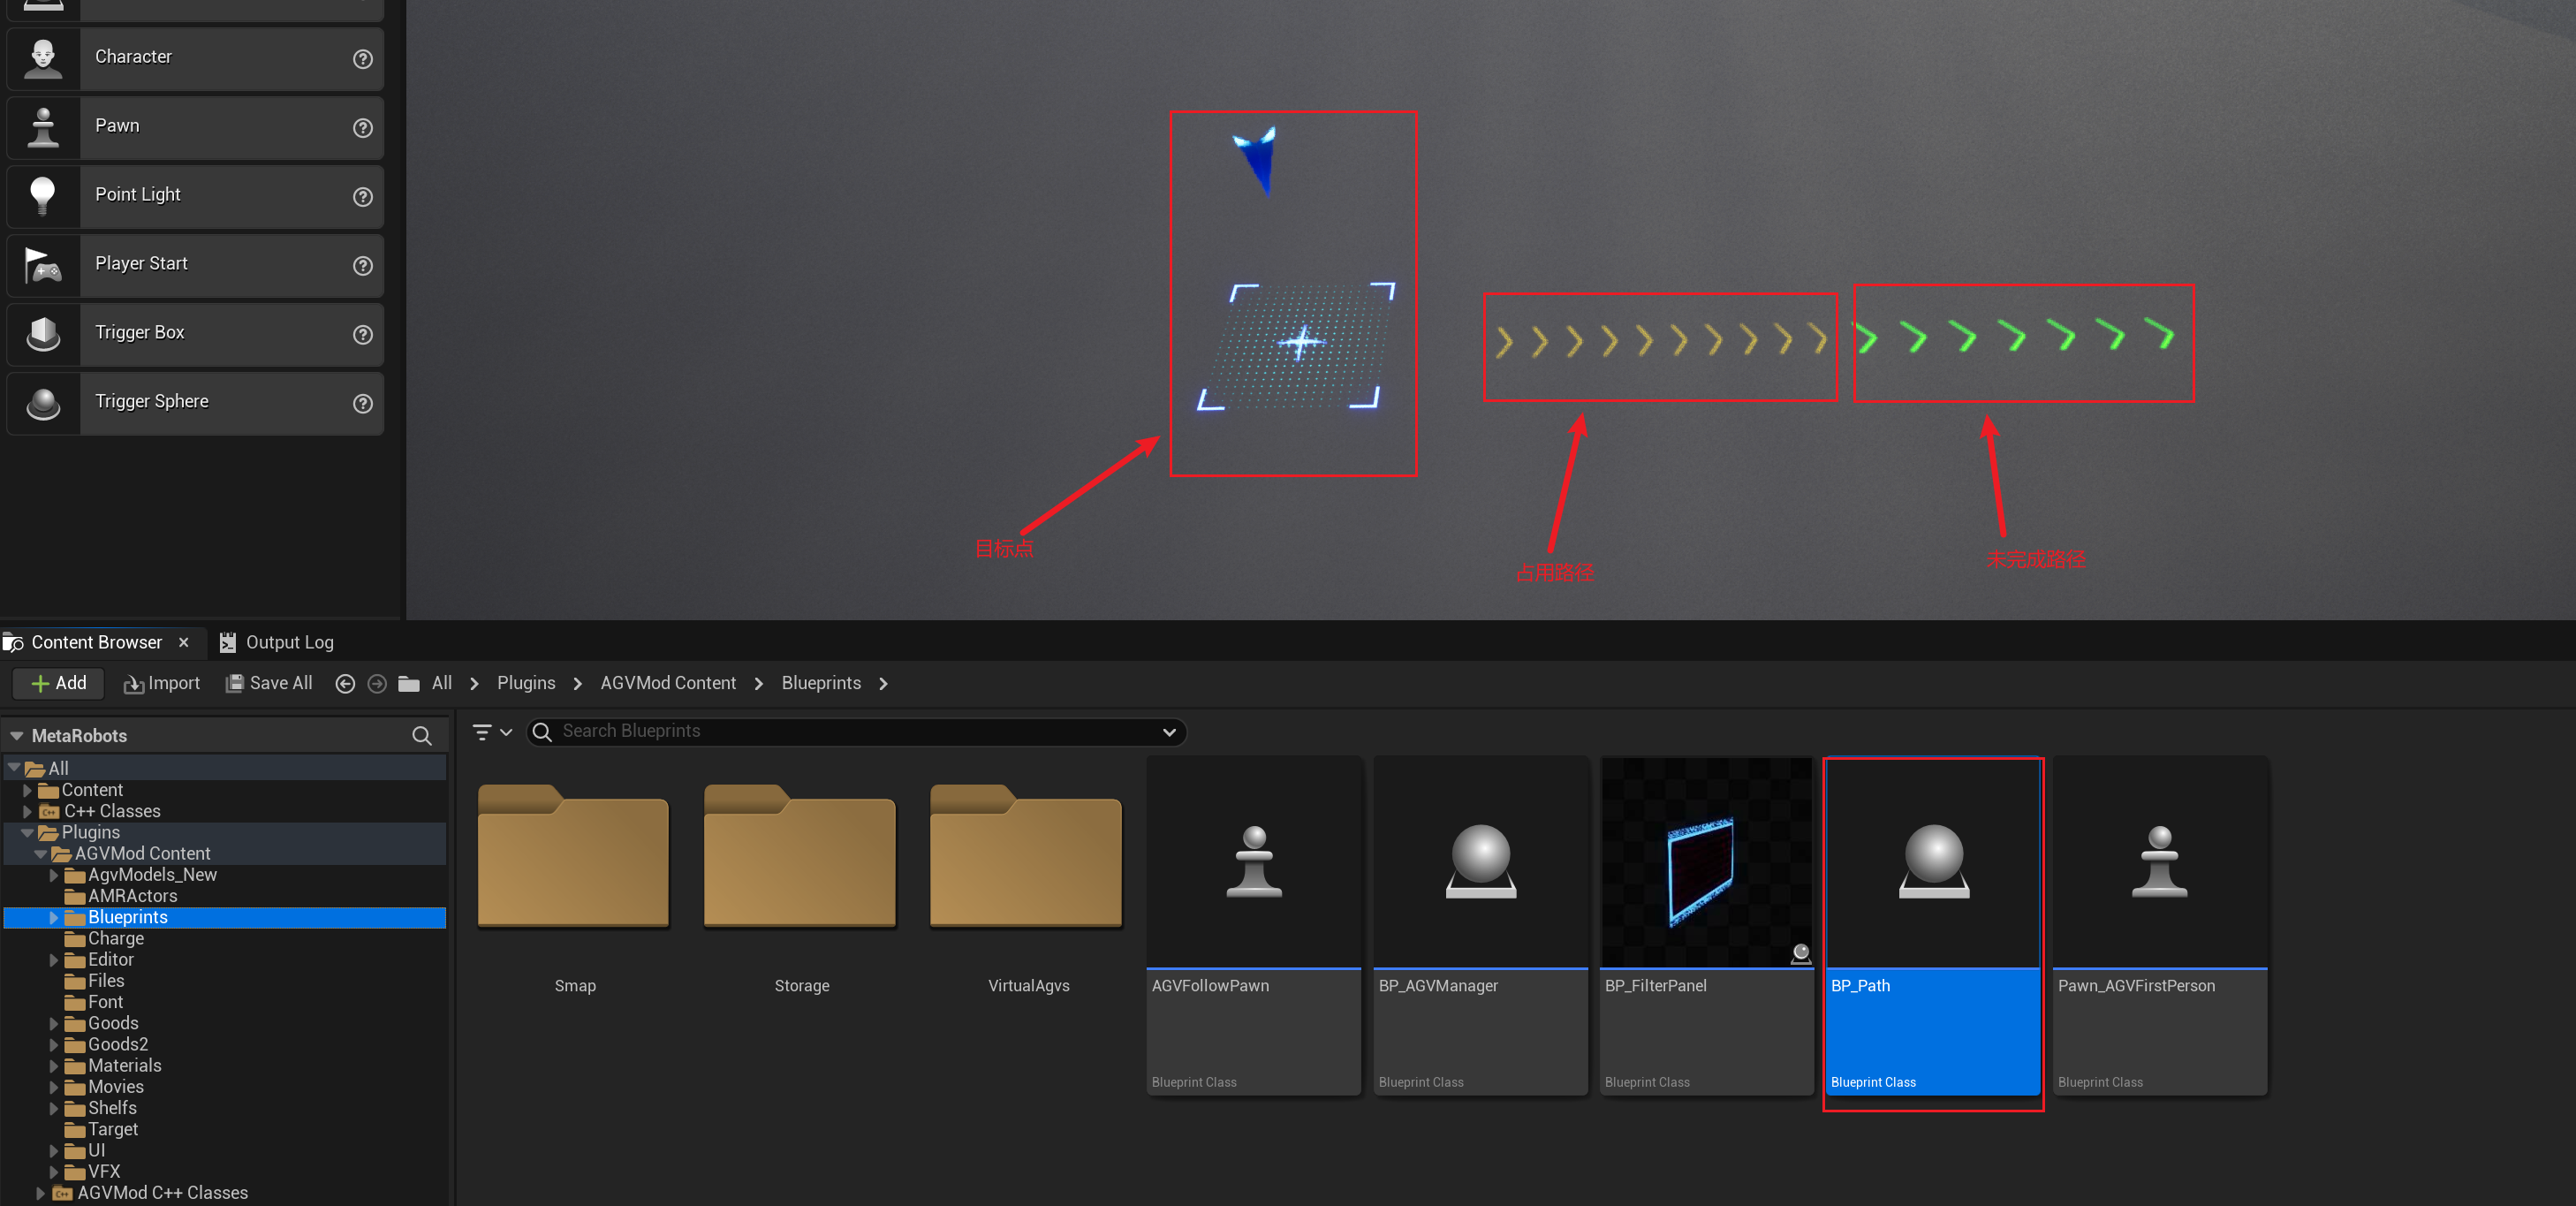 Character
Pawn
Point Light
Player Start
Trigger Box
Trigger Sphere
目标点
占用路径
未完成路径
Content Browser
Output Log
Add
Import
Save All
All
Plugins
AGVMod Content
Blueprints
MetaRobots
Search Blueprints
All
Content
C++ Classes
Plugins
AGVMod Content
AgvModels_New
AMRActors
Blueprints
Charge
Editor
Files
Font
Goods
Goods2
Materials
Movies
Shelfs
Target
UI
VFX
AGVMod C++ Classes
Smap
Storage
VirtualAgvs
AGVFollowPawn
Blueprint Class
BP_AGVManager
Blueprint Class
BP_FilterPanel
Blueprint Class
BP_Path
Blueprint Class
Pawn_AGVFirstPerson
Blueprint Class